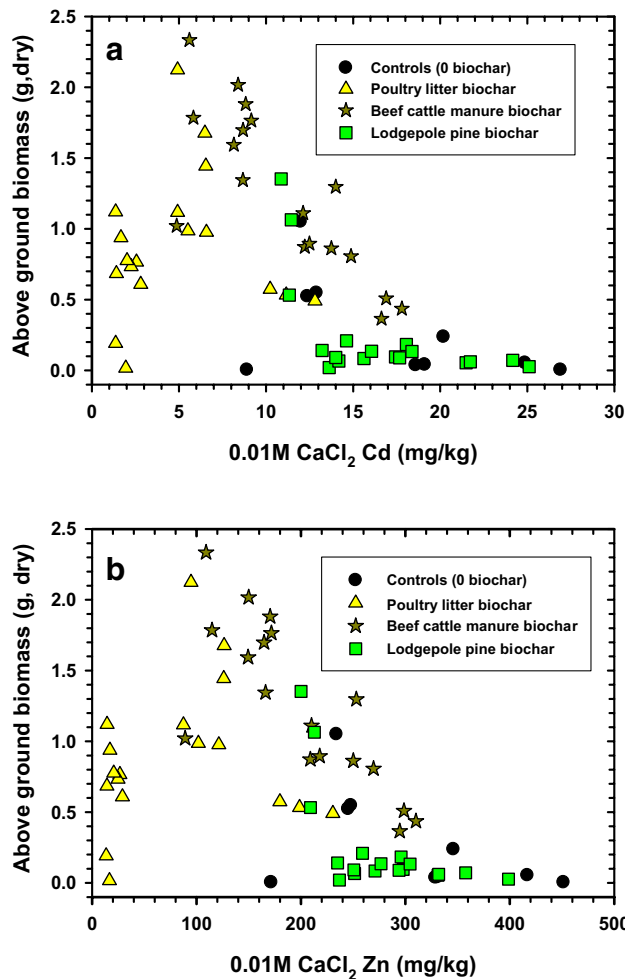 a
Controls (0 biochar)
Poultry litter biochar
Beef cattle manure biochar
Lodgepole pine biochar
Above ground biomass (g,dry)
2.5
2.0
1.5
1.0
0.5
0.0
0 5 10 15 20 25 30
0.01M CaCl₂ Cd (mg/kg)
b
Controls (0 biochar)
Poultry litter biochar
Beef cattle manure biochar
Lodgepole pine biochar
Above ground biomass (g, dry)
2.5
2.0
1.5
1.0
0.5
0.0
0 100 200 300 400 500
0.01M CaCl₂ Zn (mg/kg)